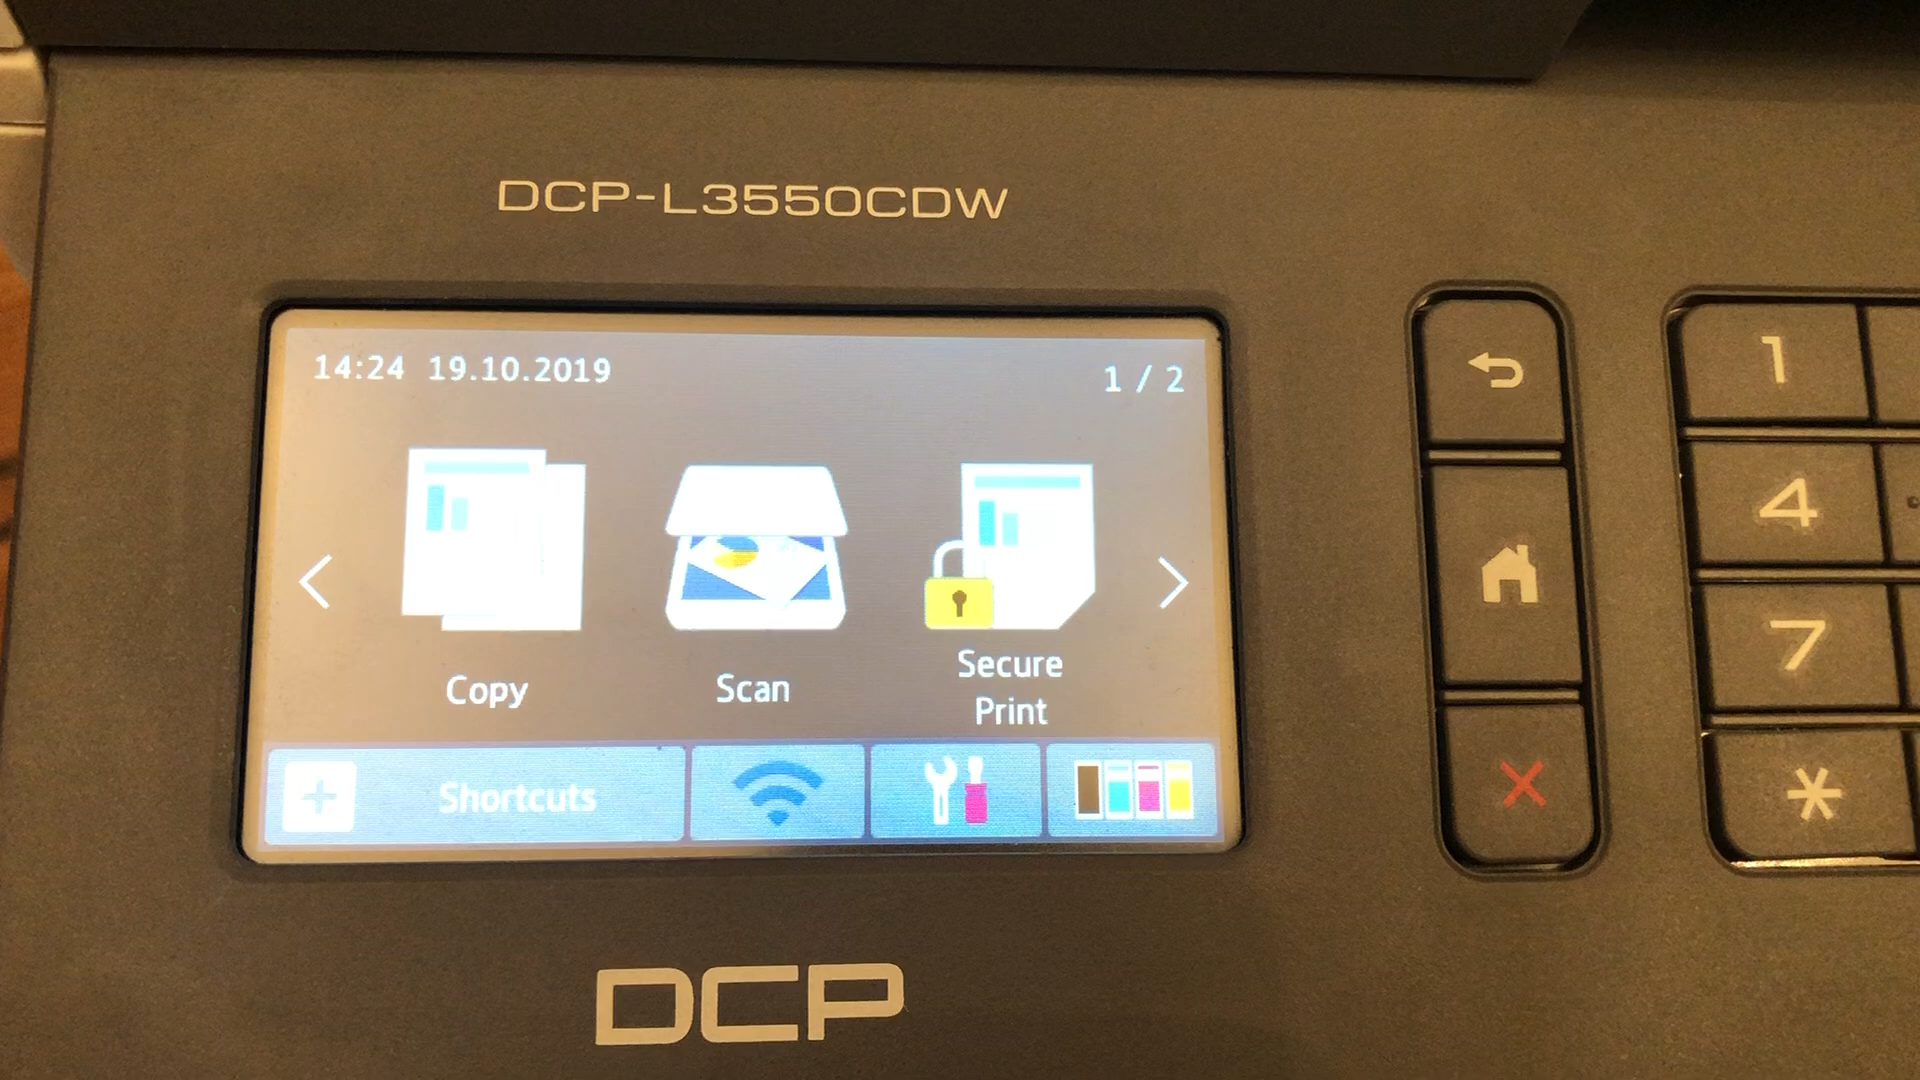 DCP-L3550CDW
14:24 19.10.2019
1 / 2
Copy
Scan
Secure
Print
Shortcuts
1
4
7
*
DCP